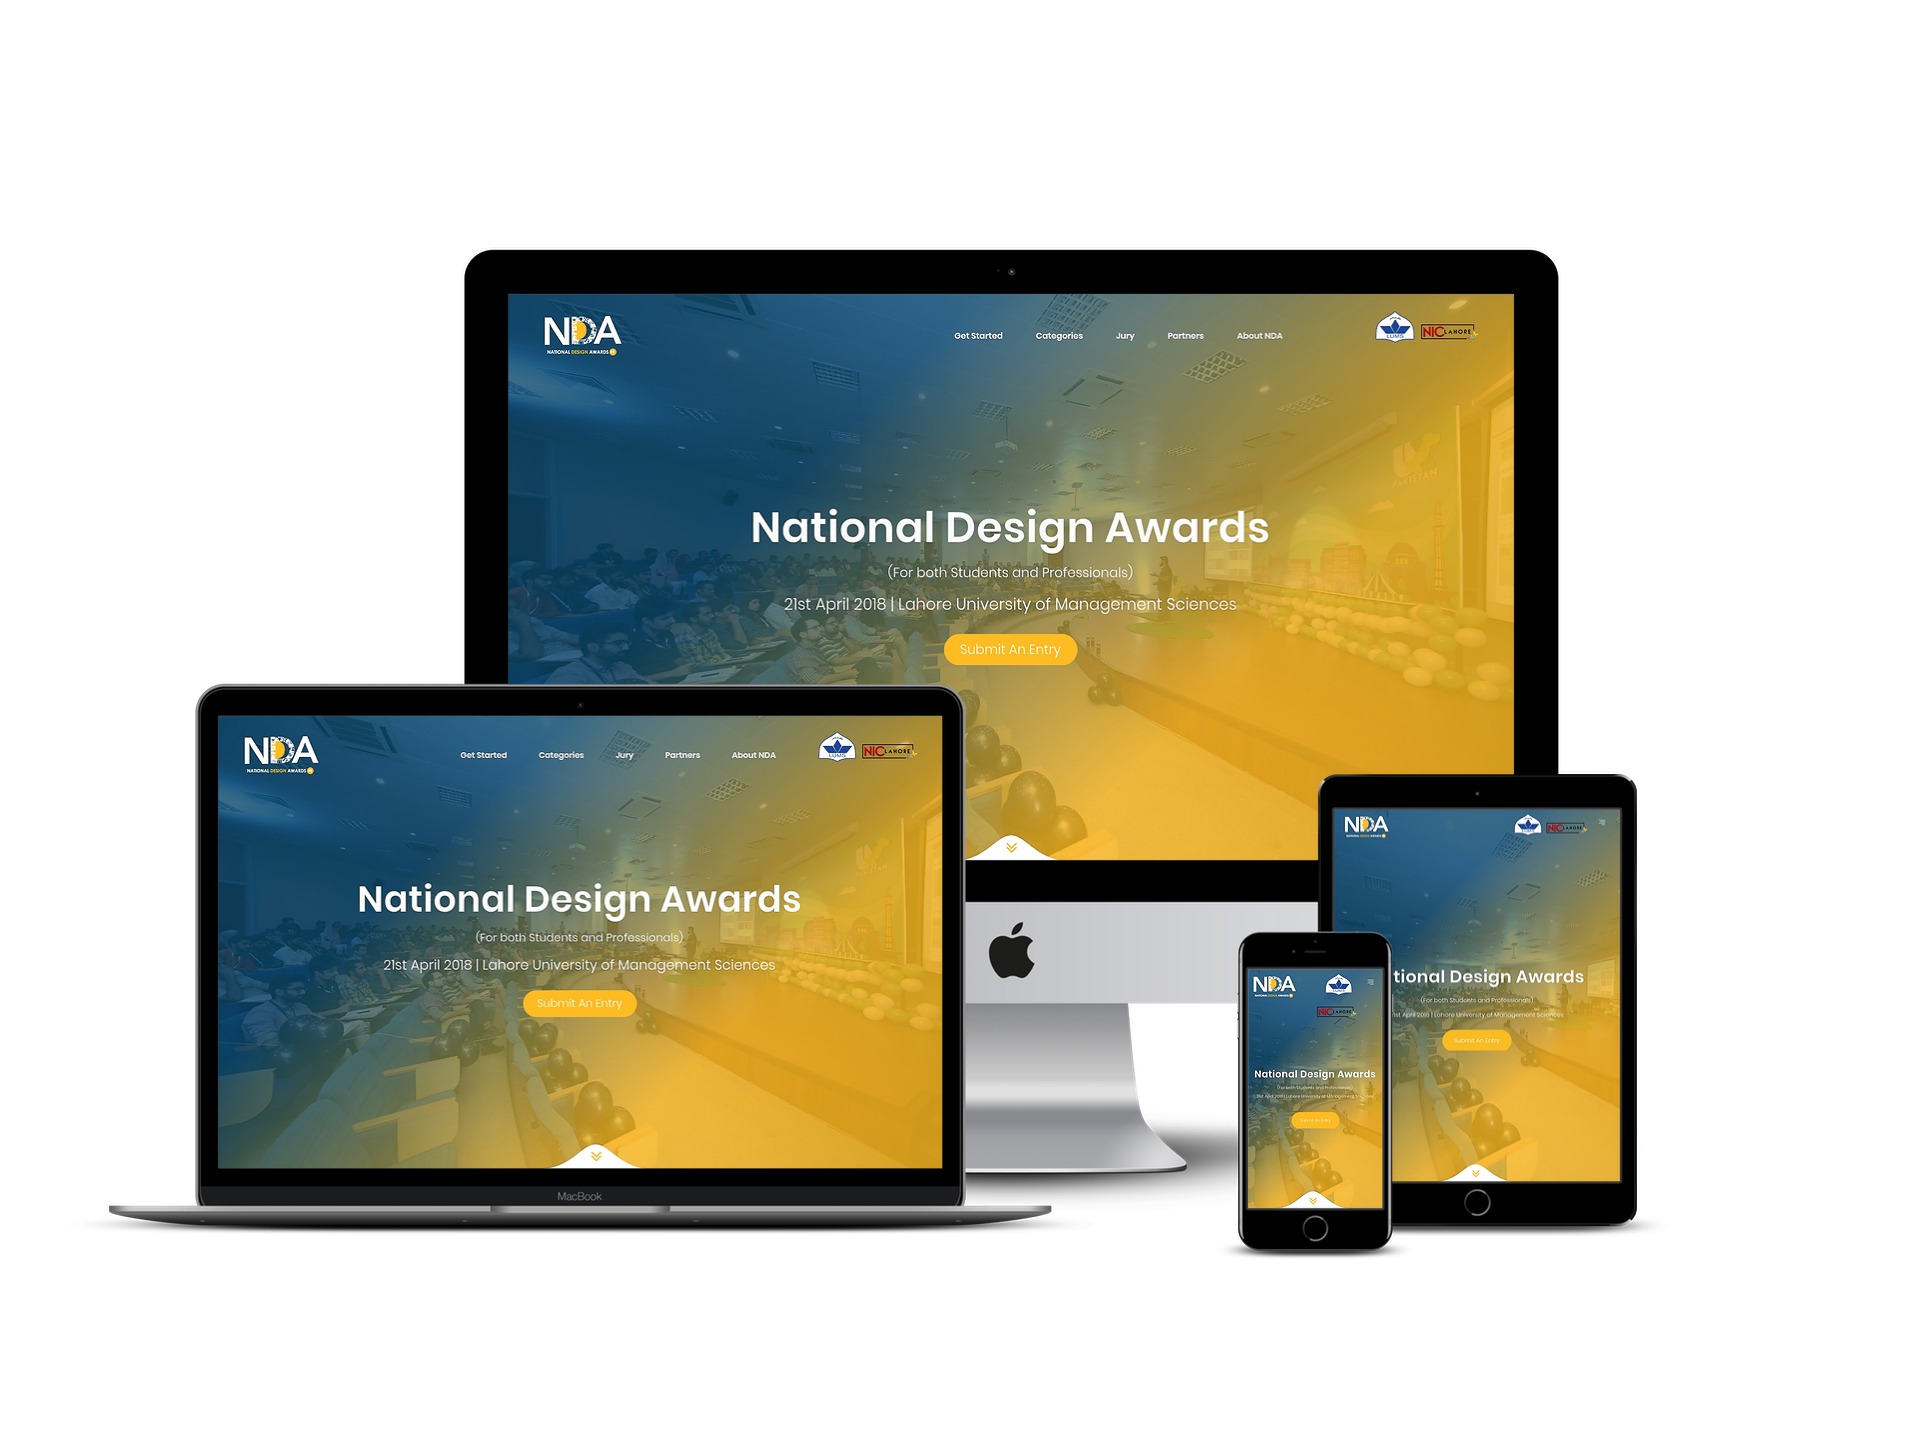 NDA
NATIONAL DESIGN AWARDS
Get Started Categories Jury Partners About NDA
LUMS
NIC LAHORE
PAKISTAN
National Design Awards
(For both Students and Professionals)
21st April 2018 | Lahore University of Management Sciences
Submit An Entry
NDA
NATIONAL DESIGN AWARDS
Get Started Categories Jury Partners About NDA
LUMS
NIC LAHORE
National Design Awards
(For both Students and Professionals)
21st April 2018 | Lahore University of Management Sciences
Submit An Entry
MacBook
NDA
NATIONAL DESIGN AWARDS
LUMS
NIC LAHORE
tional Design Awards
(For both Students and Professionals)
st April 2018 | Lahore University of Management Sciences
Submit An Entry
NDA
NATIONAL DESIGN AWARDS
LUMS
NIC LAHORE
National Design Awards
(For both Students and Professionals)
21st April 2018 | Lahore University of Management Sciences
Submit An Entry